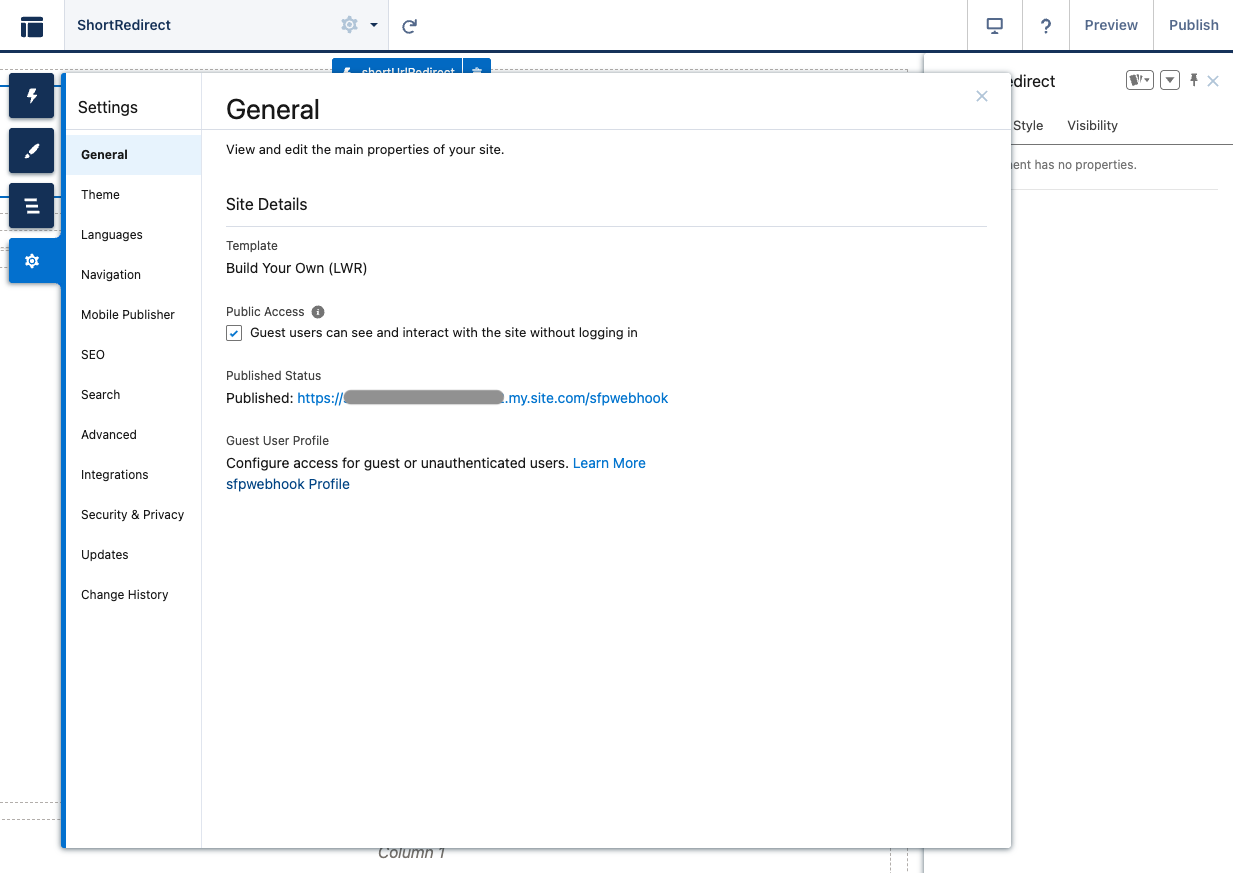 ShortRedirect
?
Preview
Publish
shortUrlRedirect
Settings
General
Theme
Languages
Navigation
Mobile Publisher
SEO
Search
Advanced
Integrations
Security & Privacy
Updates
Change History
General
View and edit the main properties of your site.
Site Details
Template
Build Your Own (LWR)
Public Access
Guest users can see and interact with the site without logging in
Published Status
Published: https:// .my.site.com/sfpwebhook
Guest User Profile
Configure access for guest or unauthenticated users. Learn More
sfpwebhook Profile
edirect
Style
Visibility
ent has no properties.
Column 1